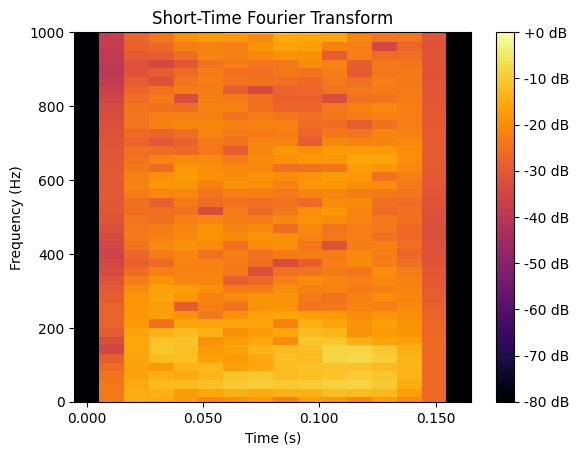 Short-Time Fourier Transform
Frequency (Hz)
1000
800
600
400
200
0
0.000
0.050
0.100
0.150
Time (s)
+0 dB
-10 dB
-20 dB
-30 dB
-40 dB
-50 dB
-60 dB
-70 dB
-80 dB